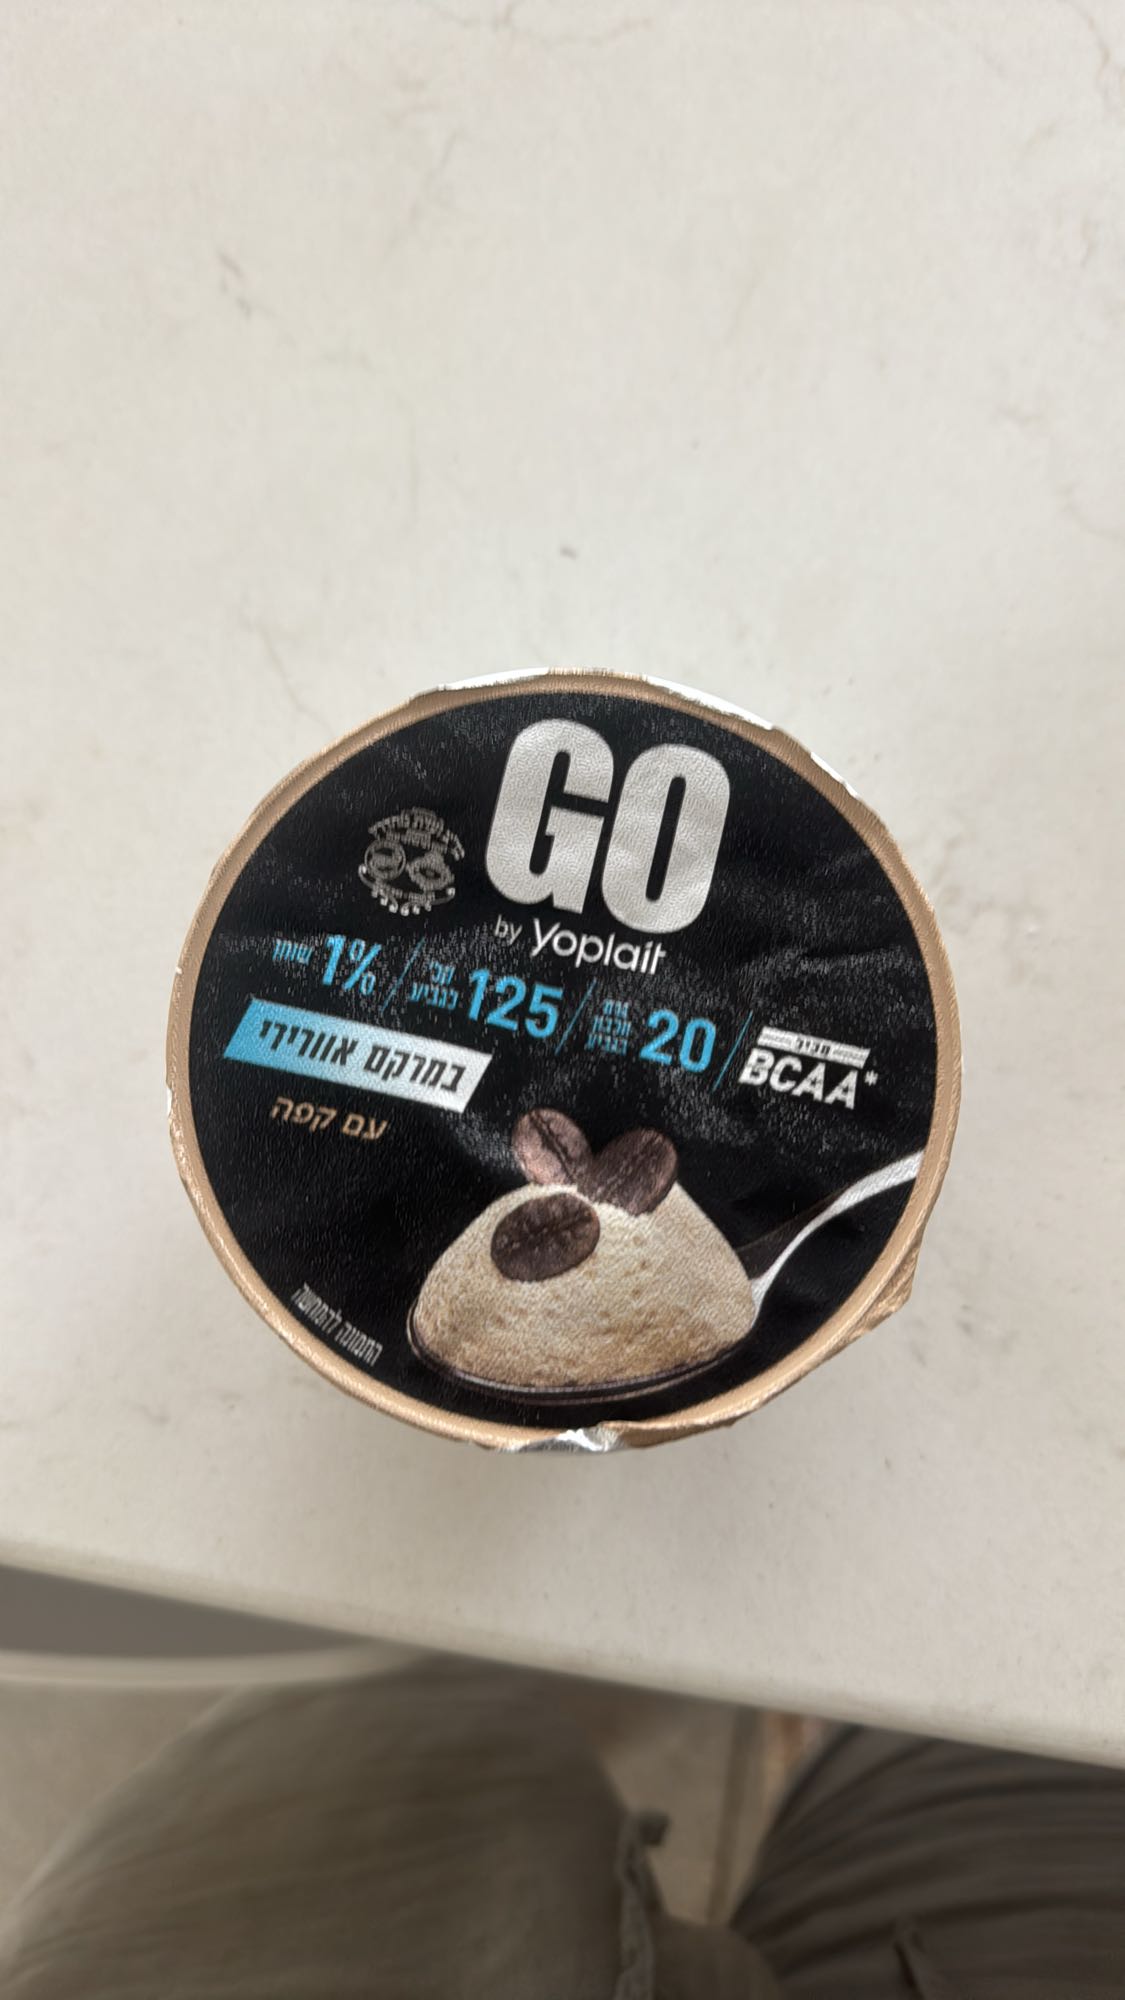 GO
by Yoplait
מכיל
BCAA*
20 גרם חלבון בגביע
125 קל' בגביע
1% שומן
במרקם אוורירי
עם קפה
התמונה להמחשה